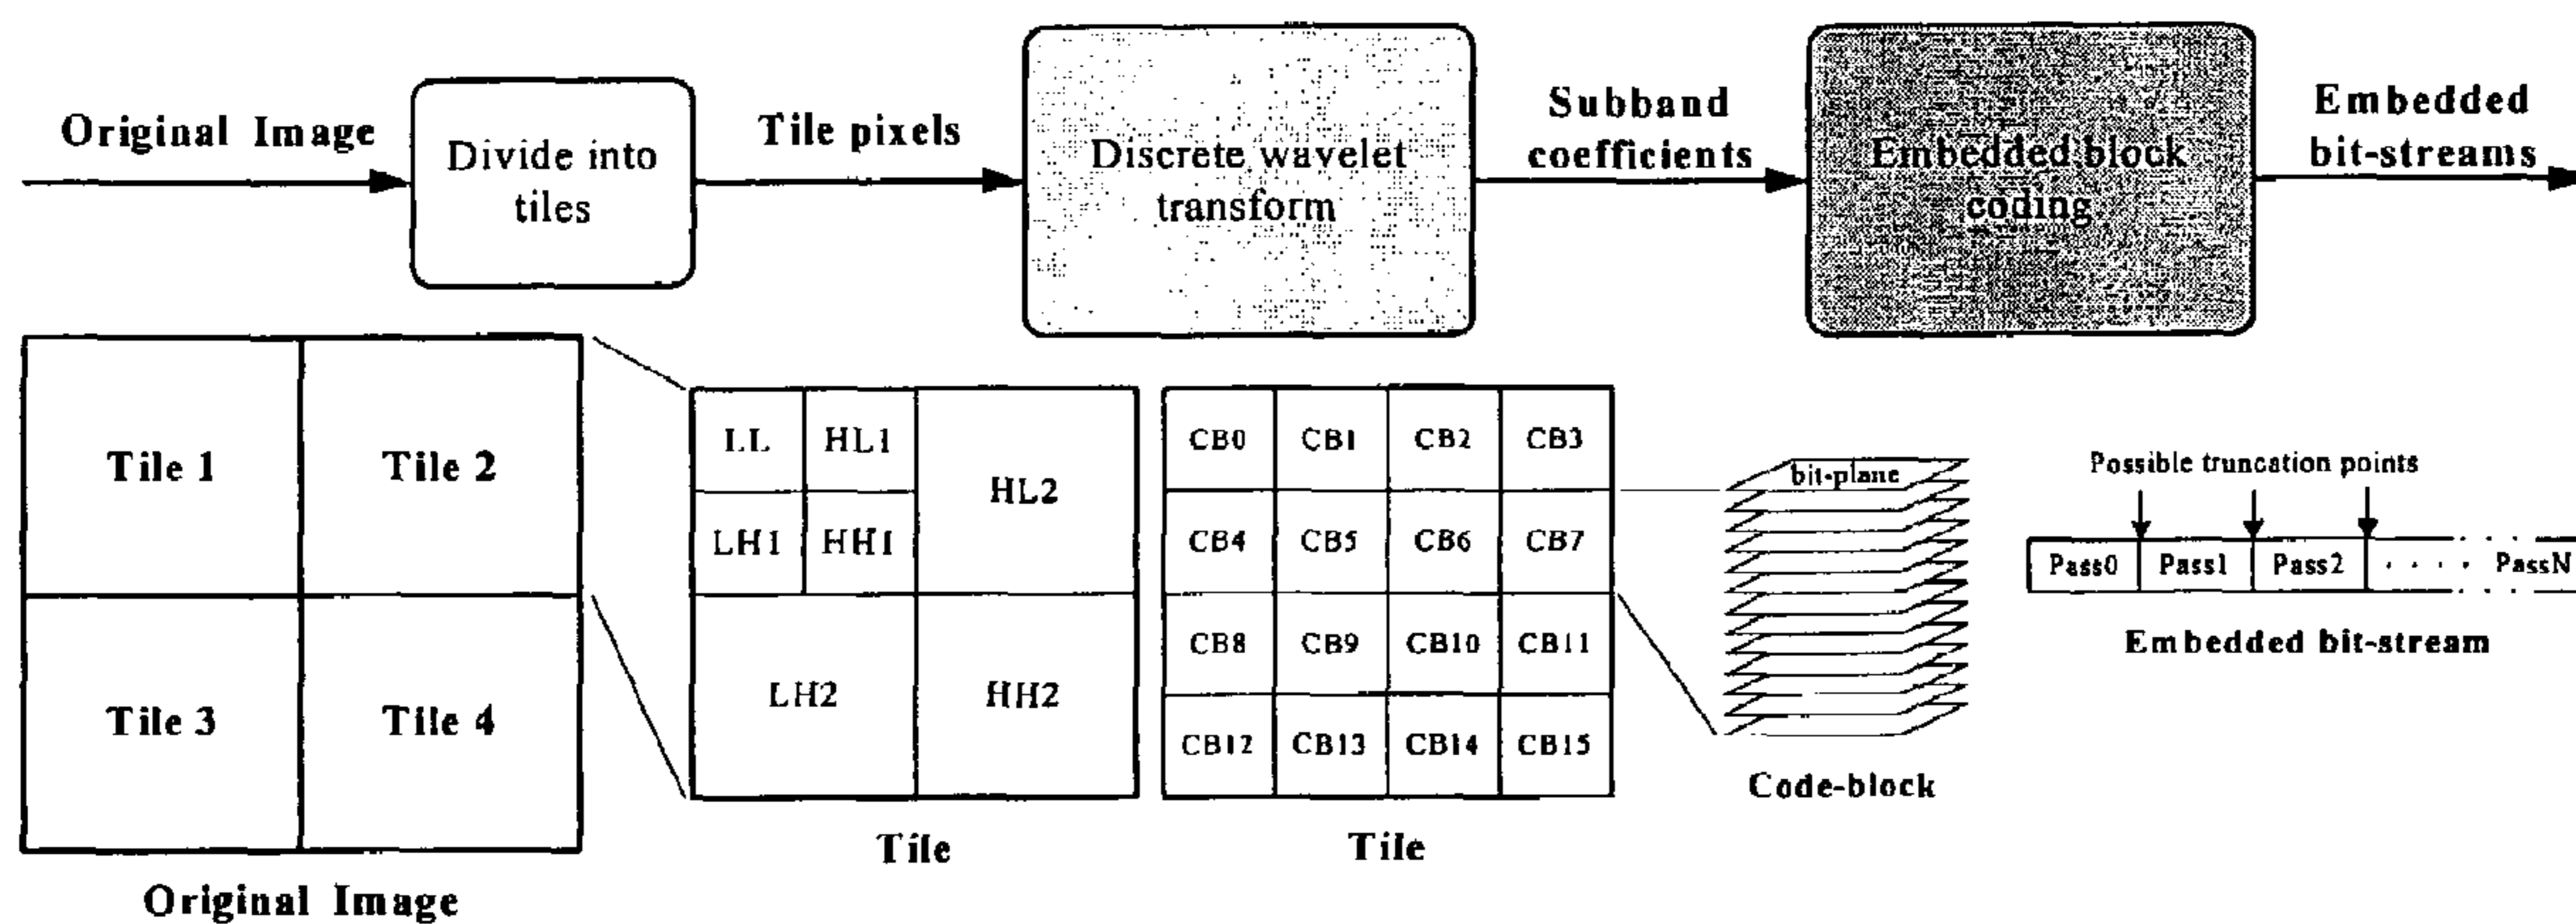 Original Image
Divide into
tiles
Tile pixels
Discrete wavelet
transform
Subband
coefficients
Embedded block
coding
Embedded
bit-streams
Tile 1
Tile 2
Tile 3
Tile 4
Original Image
LL
HL1
HL2
LH1
HH1
LH2
HH2
Tile
CB0
CB1
CB2
CB3
CB4
CB5
CB6
CB7
CB8
CB9
CB10
CB11
CB12
CB13
CB14
CB15
Tile
bit-plane
Code-block
Possible truncation points
Pass0
Pass1
Pass2
· · · ·
PassN
Embedded bit-stream